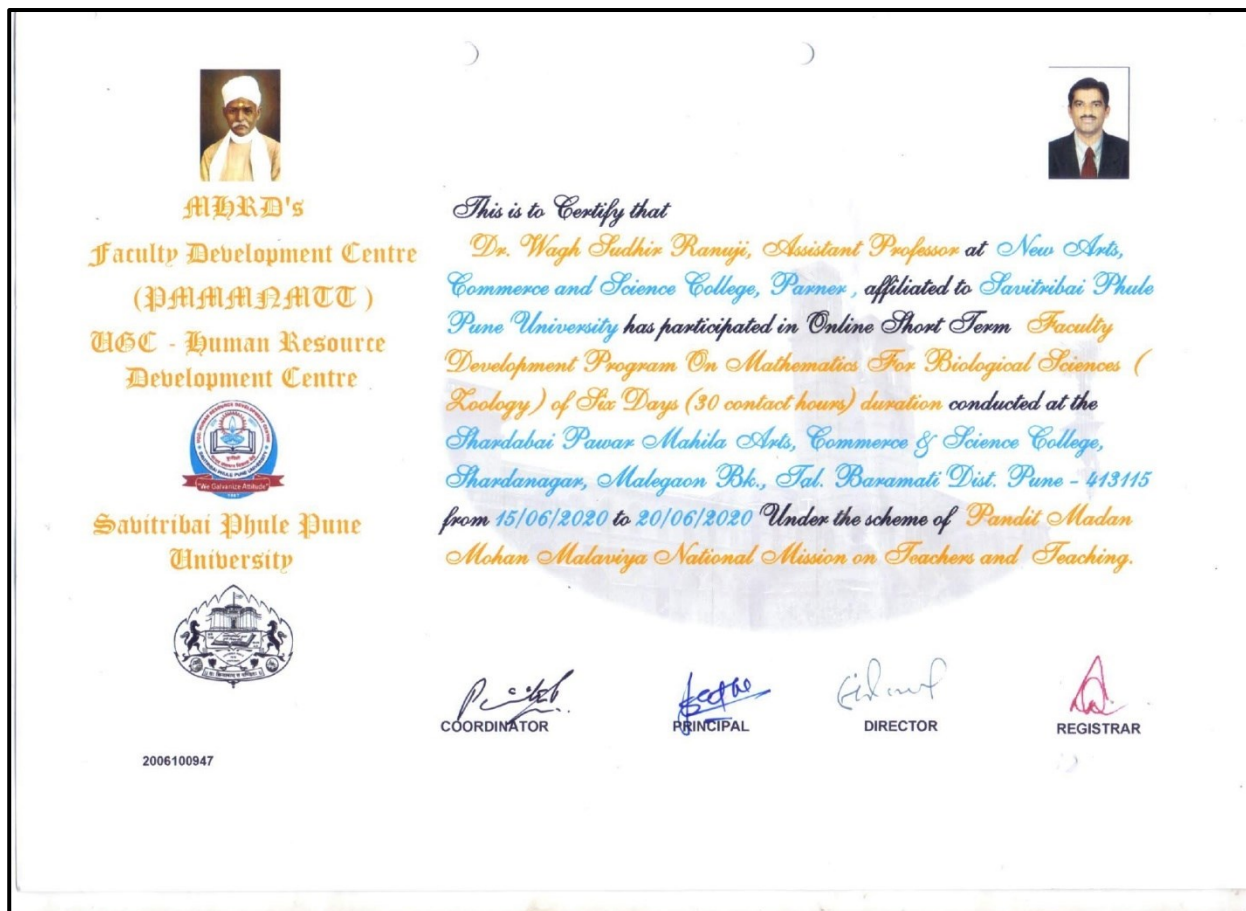 MHRD's
Faculty Development Centre
(PMMMNMTT )
UGC - Human Resource
Development Centre
"We Galvanize Attitude"
Savitribai Phule Pune
University
2006100947
This is to Certify that
Dr. Wagh Sudhir Ranuji, Assistant Professor at New Arts,
Commerce and Science College, Parner , affiliated to Savitribai Phule
Pune University has participated in Online Short Term Faculty
Development Program On Mathematics For Biological Sciences (
Zoology) of Six Days (30 contact hours) duration conducted at the
Shardabai Pawar Mahila Arts, Commerce & Science College,
Shardanagar, Malegaon Bk., Tal. Baramati Dist. Pune - 413115
from 15/06/2020 to 20/06/2020 Under the scheme of Pandit Madan
Mohan Malaviya National Mission on Teachers and Teaching.
COORDINATOR PRINCIPAL DIRECTOR REGISTRAR